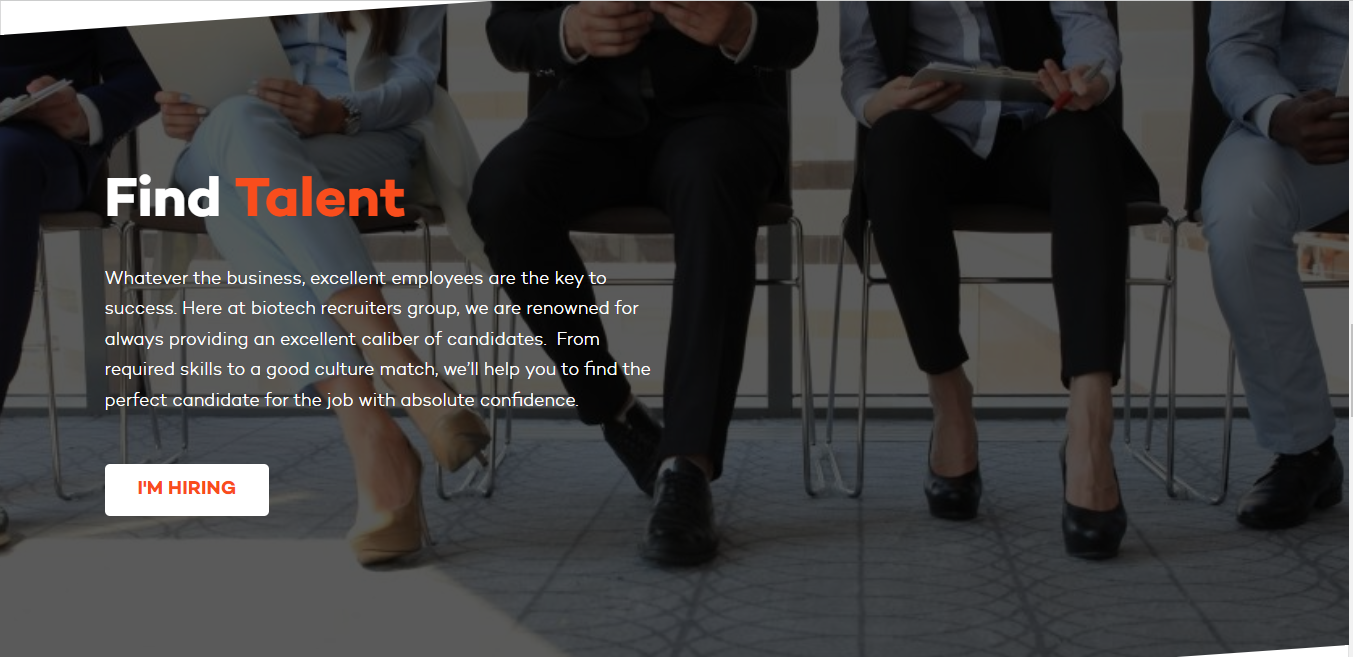 Find Talent
Whatever the business, excellent employees are the key to
success. Here at biotech recruiters group, we are renowned for
always providing an excellent caliber of candidates.  From
required skills to a good culture match, we’ll help you to find the
perfect candidate for the job with absolute confidence.
I'M HIRING